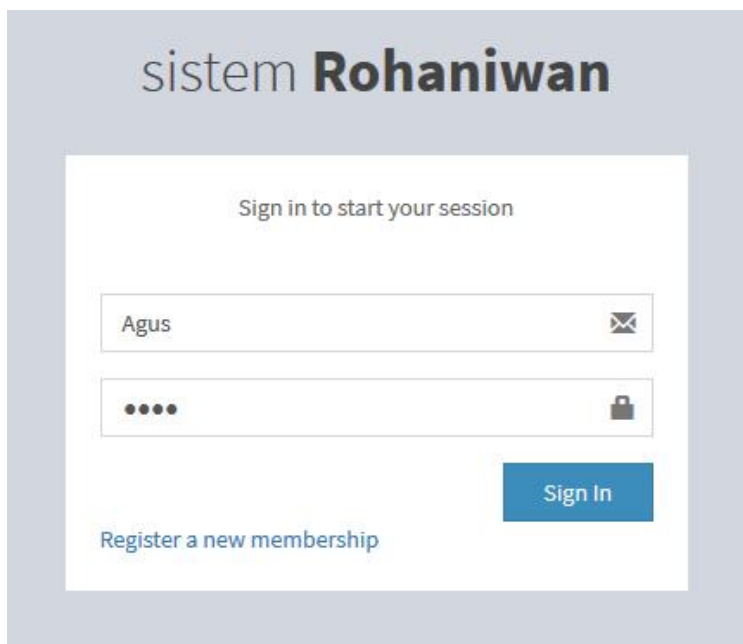 sistem Rohaniwan
Sign in to start your session
Agus
••••
Sign In
Register a new membership